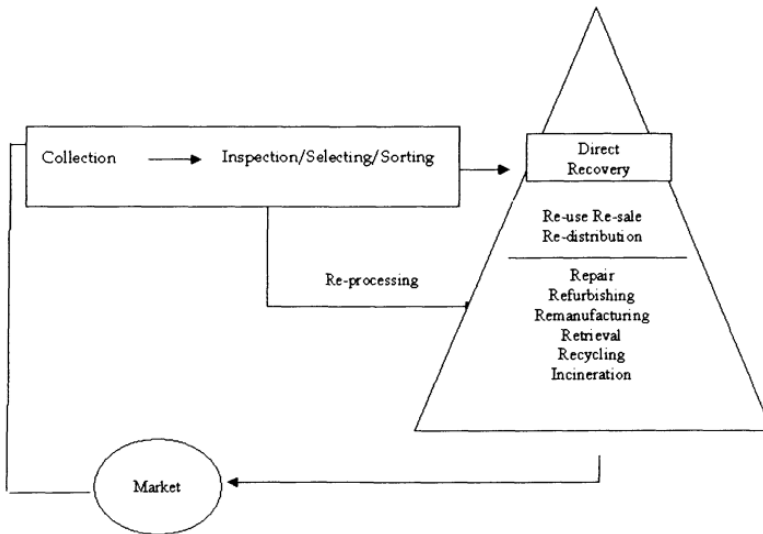 Collection
Inspection/Selecting/Sorting
Direct
Recovery
Re-use Re-sale
Re-distribution
Re-processing
Repair
Refurbishing
Remanufacturing
Retrieval
Recycling
Incineration
Market